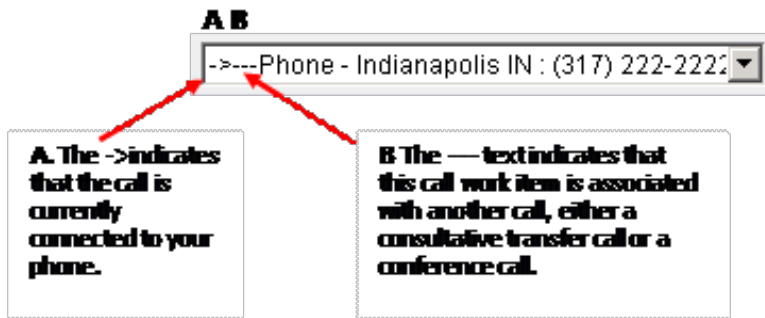 A B
->---Phone - Indianapolis IN : (317) 222-2222
A. The ->indicates
that the call is
currently
connected to your
phone.
B The ---- text indicates that
this call work item is associated
with another call, either a
consultative transfer call or a
conference call.